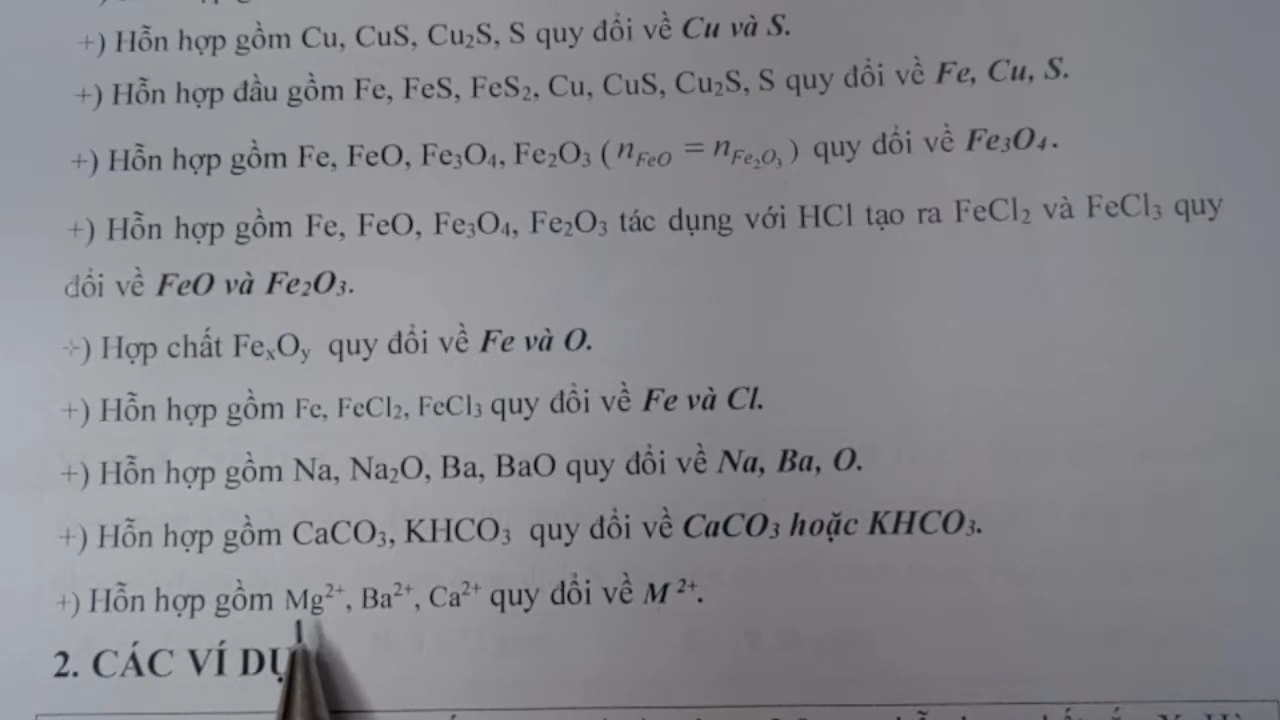 +) Hỗn hợp gồm Cu, CuS, Cu₂S, S quy đổi về Cu và S.
+) Hỗn hợp đầu gồm Fe, FeS, FeS₂, Cu, CuS, Cu₂S, S quy đổi về Fe, Cu, S.
+) Hỗn hợp gồm Fe, FeO, Fe₃O₄, Fe₂O₃ (n_FeO = n_Fe₂O₃) quy đổi về Fe₃O₄.
+) Hỗn hợp gồm Fe, FeO, Fe₃O₄, Fe₂O₃ tác dụng với HCl tạo ra FeCl₂ và FeCl₃ quy
đổi về FeO và Fe₂O₃.
+) Hợp chất FeₓOᵧ quy đổi về Fe và O.
+) Hỗn hợp gồm Fe, FeCl₂, FeCl₃ quy đổi về Fe và Cl.
+) Hỗn hợp gồm Na, Na₂O, Ba, BaO quy đổi về Na, Ba, O.
+) Hỗn hợp gồm CaCO₃, KHCO₃ quy đổi về CaCO₃ hoặc KHCO₃.
+) Hỗn hợp gồm Mg²⁺, Ba²⁺, Ca²⁺ quy đổi về M²⁺.
2. CÁC VÍ DỤ